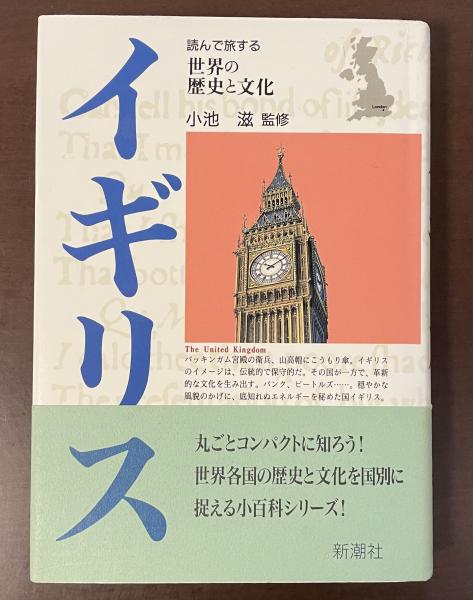 読んで旅する
世界の
歴史と文化
小池 滋 監修
イギリス
London
The United Kingdom
バッキンガム宮殿の衛兵、山高帽にこうもり傘。イギリス
のイメージは、伝統的で保守的だ。その国が一方で、革新
的な文化を生み出す。パンク、ビートルズ……。穏やかな
風貌のかげに、底知れぬエネルギーを秘めた国イギリス。
丸ごとコンパクトに知ろう!
世界各国の歴史と文化を国別に
捉える小百科シリーズ!
新潮社